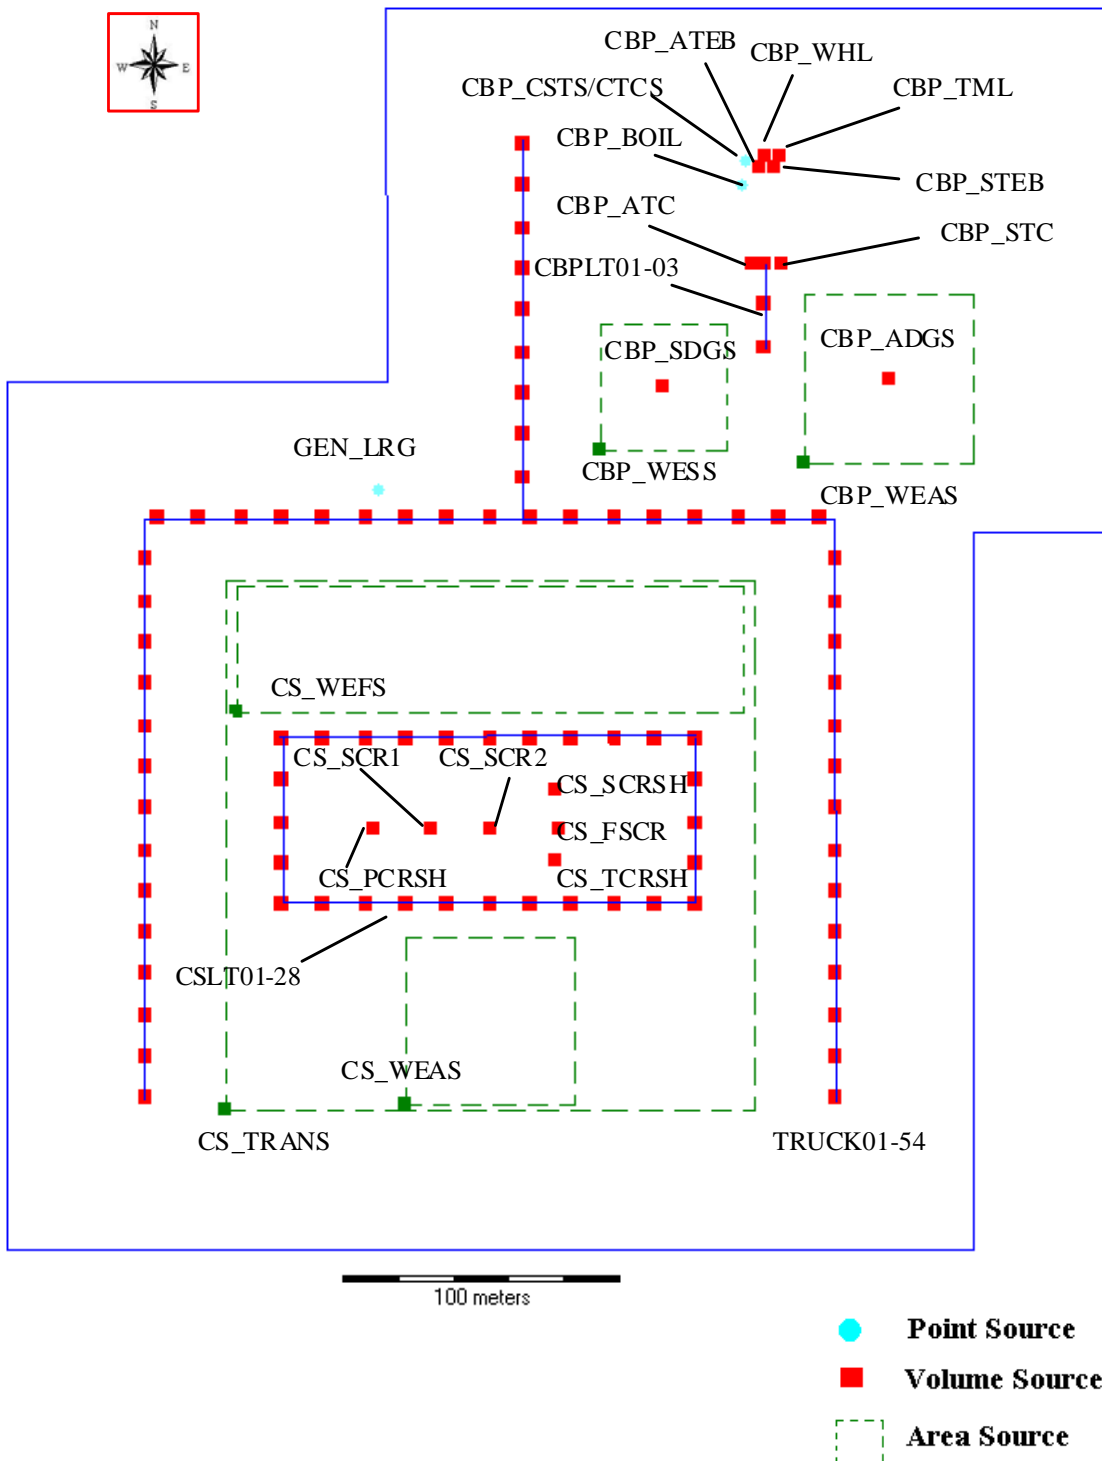 N
W E
S
CBP_ATEB
CBP_WHL
CBP_CSTS/CTCS
CBP_TML
CBP_BOIL
CBP_STEB
CBP_ATC
CBP_STC
CBPLT01-03
CBP_SDGS
CBP_ADGS
GEN_LRG
CBP_WESS
CBP_WEAS
CS_WEFS
CS_SCR1
CS_SCR2
CS_SCRSH
CS_FSCR
CS_PCRSH
CS_TCRSH
CSLT01-28
CS_WEAS
CS_TRANS
TRUCK01-54
100 meters
Point Source
Volume Source
Area Source